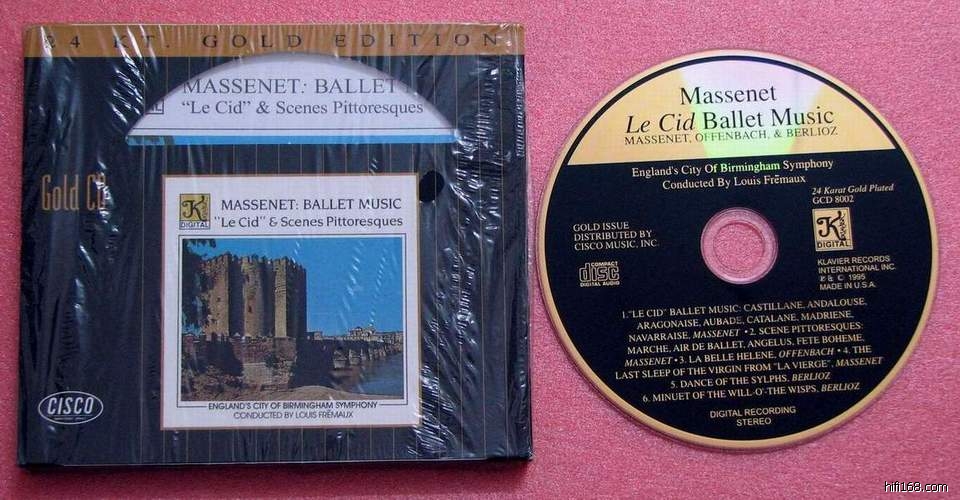 24 KT. GOLD EDITION
MASSENET: BALLET
"Le Cid" & Scenes Pittoresques
Gold CD
K
DIGITAL
MASSENET: BALLET MUSIC
"Le Cid" & Scenes Pittoresques
ENGLAND'S CITY OF BIRMINGHAM SYMPHONY
CONDUCTED BY LOUIS FRĒMAUX
CISCO
Massenet
Le Cid Ballet Music
MASSENET, OFFENBACH, & BERLIOZ
England's City Of Birmingham Symphony
Conducted By Louis Frēmaux
24 Karat Gold Plated
GCD 8002
GOLD ISSUE
DISTRIBUTED BY
CISCO MUSIC, INC.
K
DIGITAL
COMPACT
disc
DIGITAL AUDIO
KLAVIER RECORDS
INTERNATIONAL INC.
℗ & © 1995
MADE IN U.S.A.
1."LE CID" BALLET MUSIC: CASTILLANE, ANDALOUSE,
ARAGONAISE, AUBADE, CATALANE, MADRIENE,
NAVARRAISE, MASSENET • 2. SCENE PITTORESQUES:
MARCHE, AIR DE BALLET, ANGELUS, FETE BOHEME,
MASSENET • 3. LA BELLE HELENE, OFFENBACH • 4. THE
LAST SLEEP OF THE VIRGIN FROM "LA VIERGE", MASSENET
5. DANCE OF THE SYLPHS, BERLIOZ
6. MINUET OF THE WILL-O'-THE WISPS, BERLIOZ
DIGITAL RECORDING
STEREO
hifi168.com